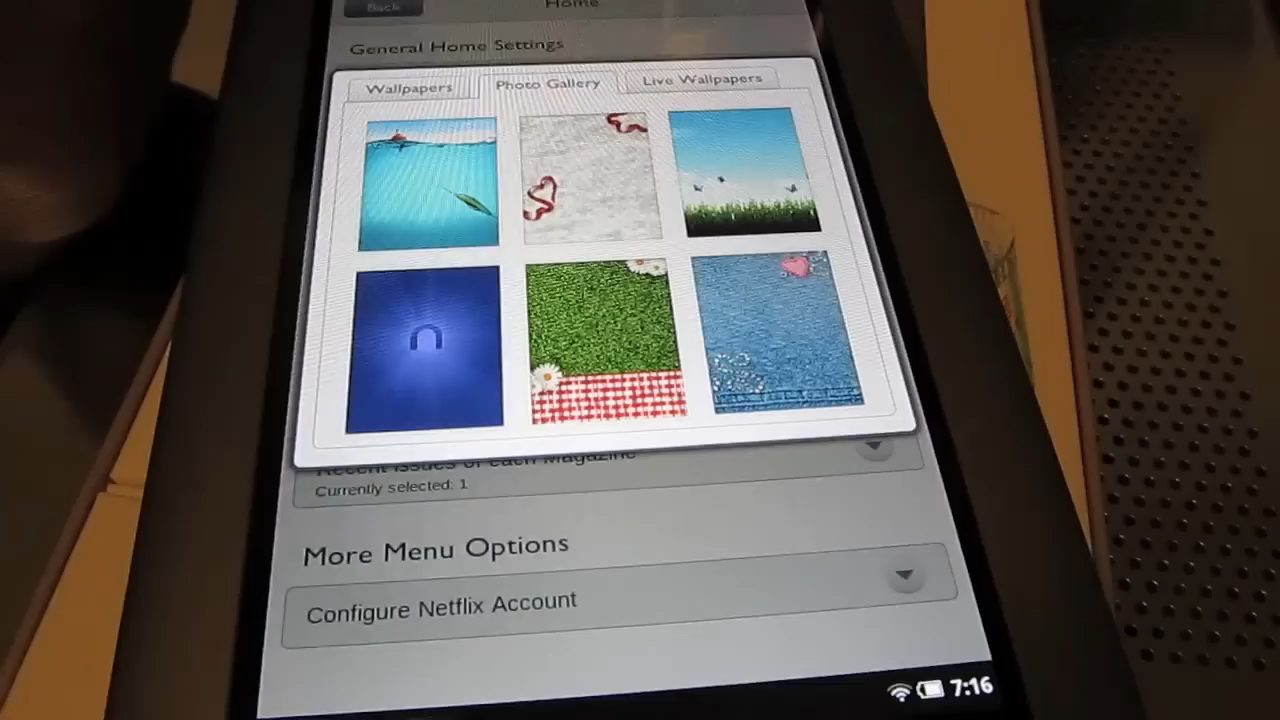 Back
Home
General Home Settings
Wallpapers
Photo Gallery
Live Wallpapers
n
Recent Issues of each Magazine
Currently selected: 1
More Menu Options
Configure Netflix Account
7:16